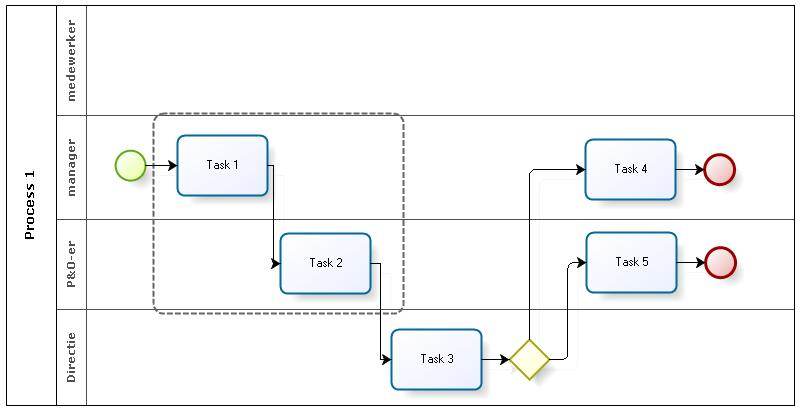 Process 1
medewerker
manager
P&O-er
Directie
Task 1
Task 2
Task 3
Task 4
Task 5